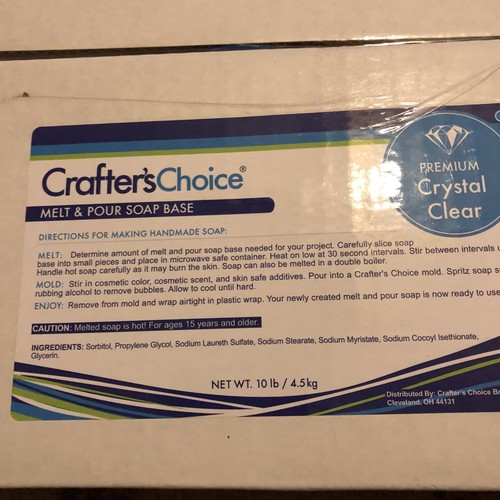 Crafter'sChoice®
MELT & POUR SOAP BASE
PREMIUM
Crystal
Clear
DIRECTIONS FOR MAKING HANDMADE SOAP:
MELT: Determine amount of melt and pour soap base needed for your project. Carefully slice soap
base into small pieces and place in microwave safe container. Heat on low at 30 second intervals. Stir between intervals
Handle hot soap carefully as it may burn the skin. Soap can also be melted in a double boiler.
MOLD: Stir in cosmetic color, cosmetic scent, and skin safe additives. Pour into a Crafter's Choice mold. Spritz soap
rubbing alcohol to remove bubbles. Allow to cool until hard.
ENJOY: Remove from mold and wrap airtight in plastic wrap. Your newly created melt and pour soap is now ready to use
CAUTION: Melted soap is hot! For ages 15 years and older.
INGREDIENTS: Sorbitol, Propylene Glycol, Sodium Laureth Sulfate, Sodium Stearate, Sodium Myristate, Sodium Cocoyl Isethionate,
Glycerin.
NET WT. 10 lb / 4.5kg
Distributed By: Crafter's Choice
Cleveland, OH 44131